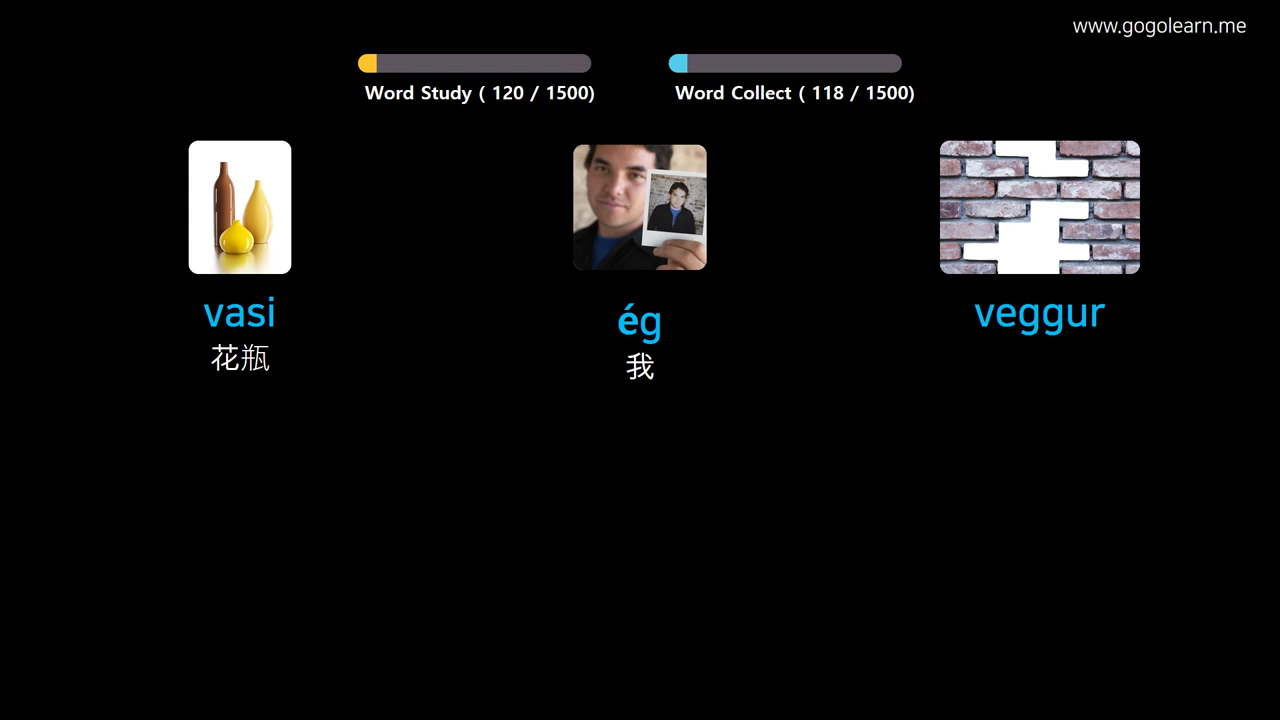 www.gogolearn.me
Word Study ( 120 / 1500)
Word Collect ( 118 / 1500)
vasi
花瓶
ég
我
veggur